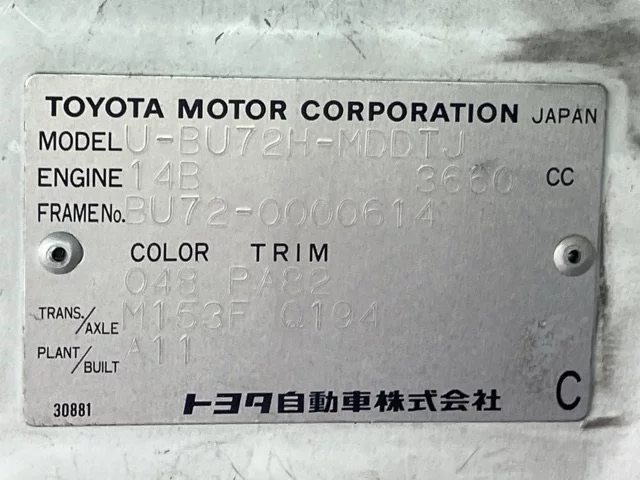 TOYOTA MOTOR CORPORATION JAPAN
MODEL U-BU72H-MDDTJ
ENGINE 14B 3660 CC
FRAME No. BU72-0000614
COLOR TRIM
048 PA82
TRANS./AXLE M153F Q194
PLANT/BUILT A11
30881 トヨタ自動車株式会社 C